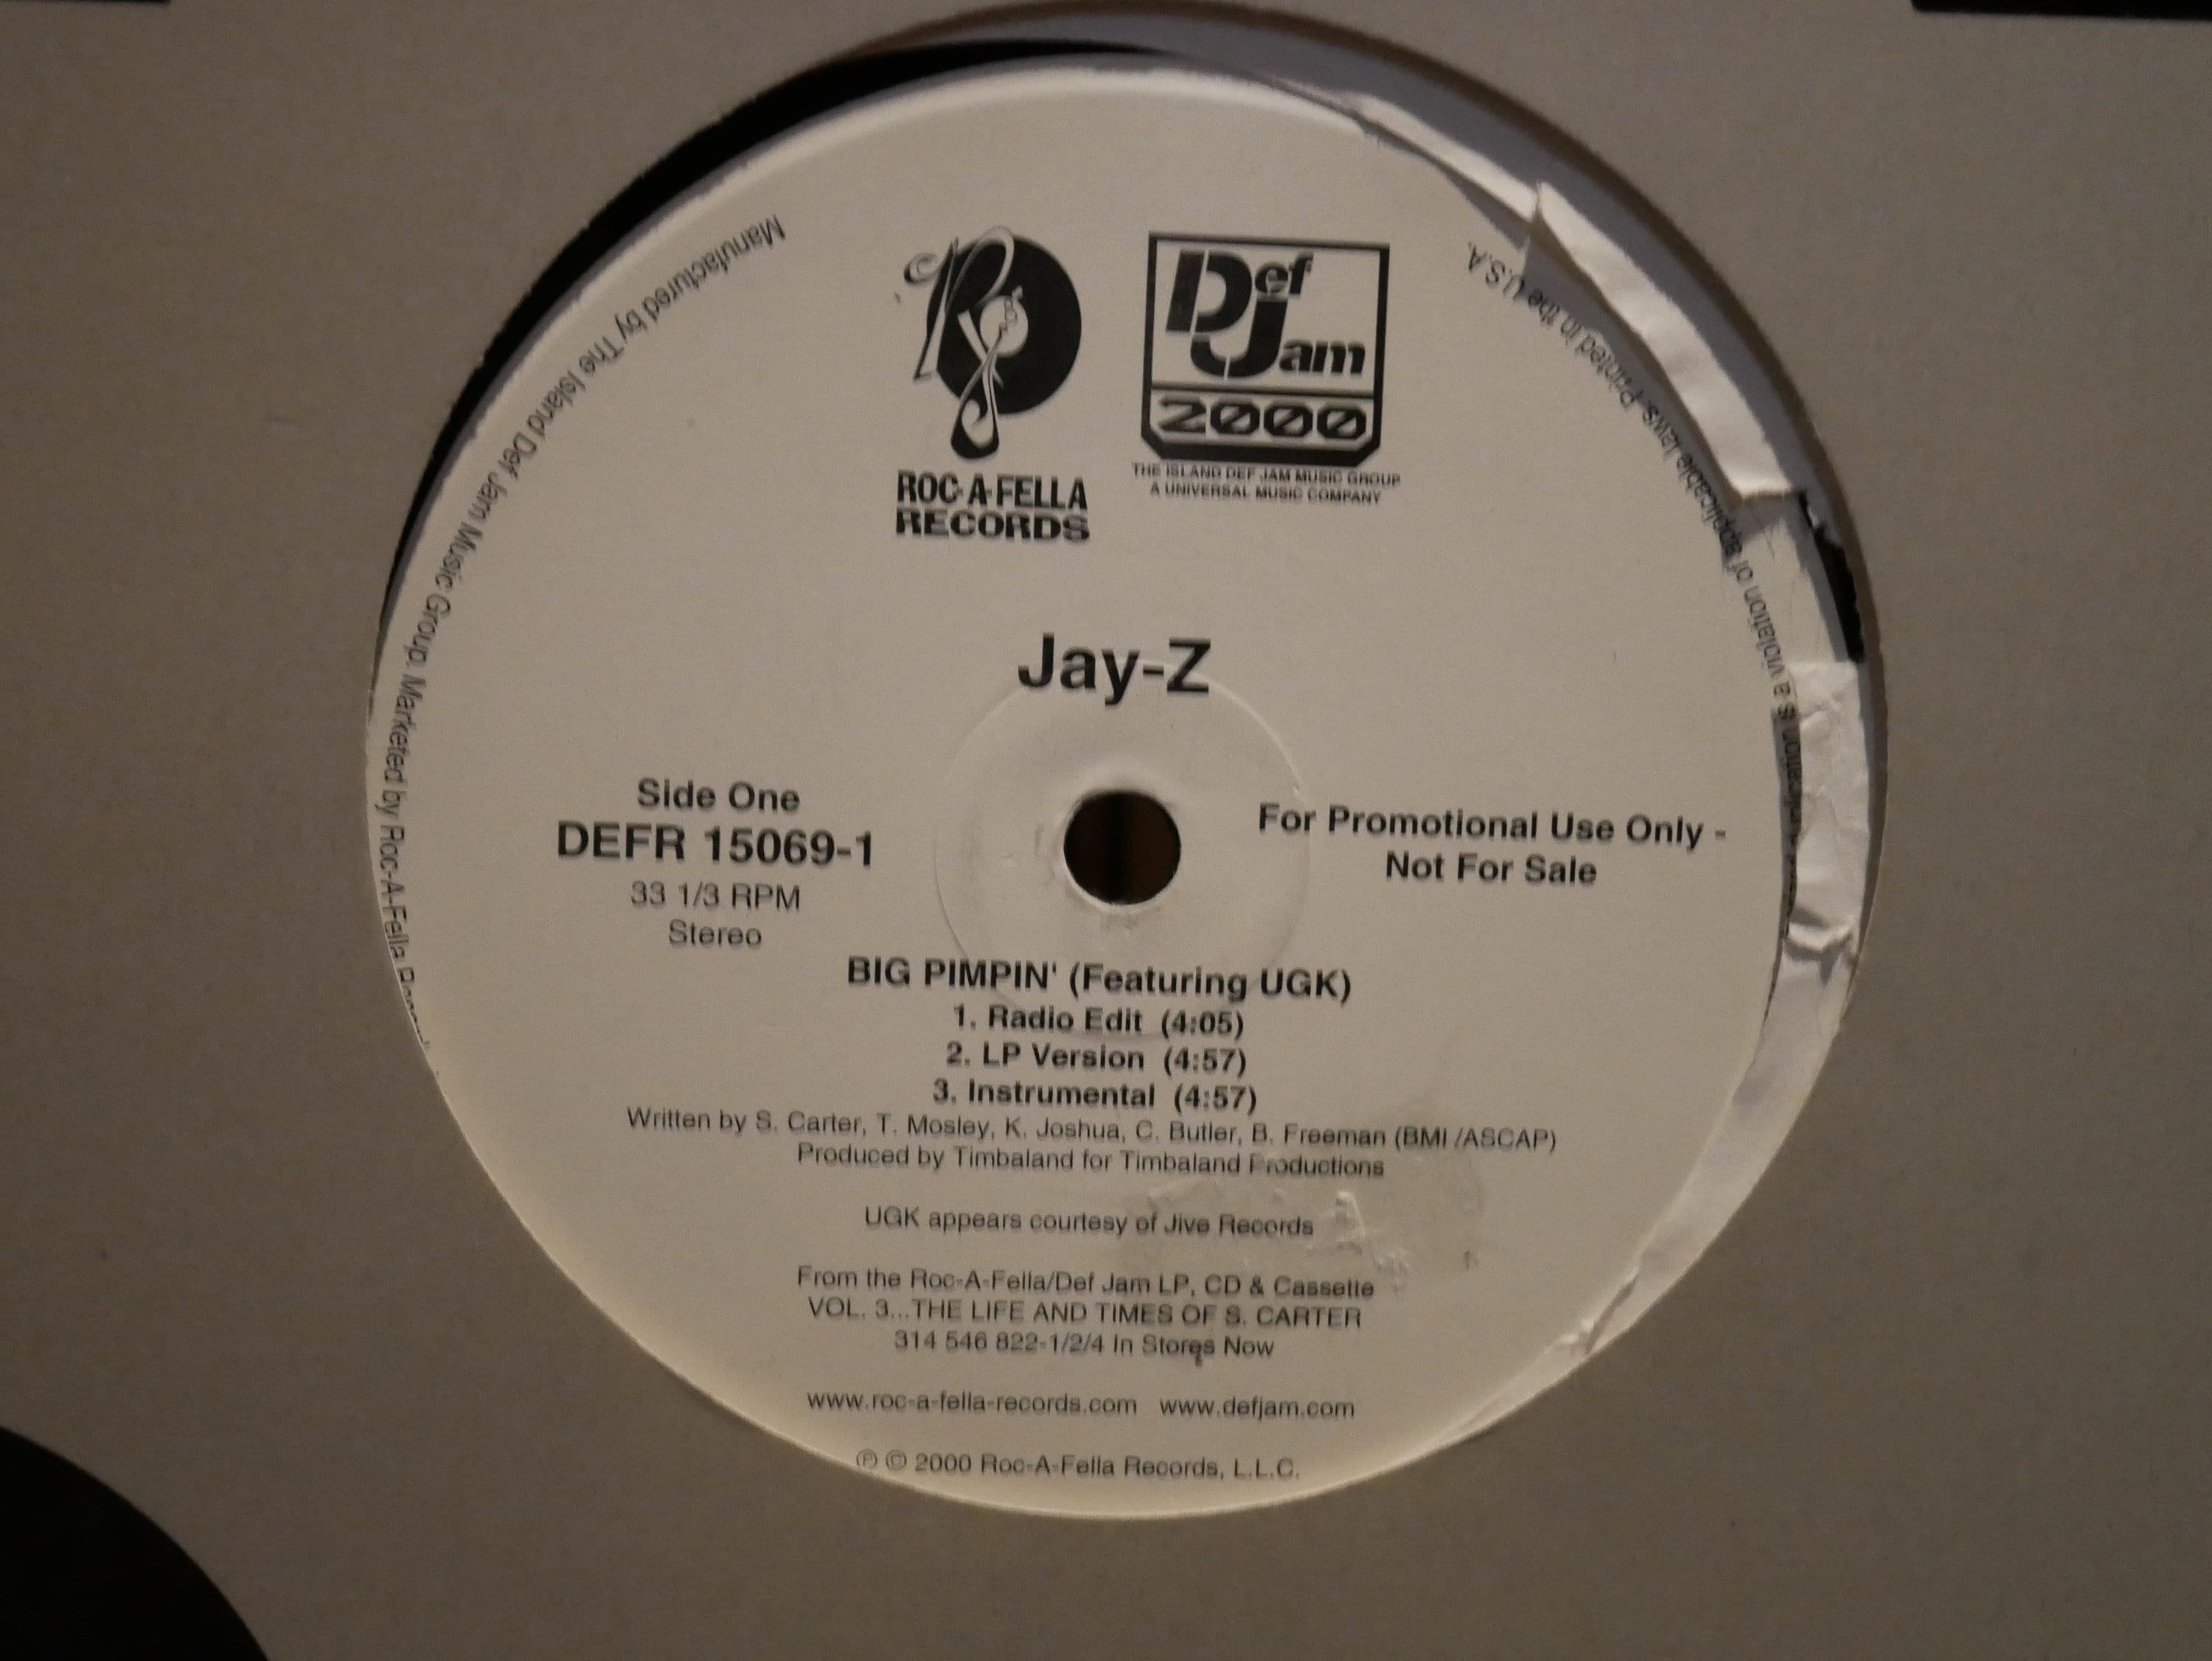 Def
Jam
2000
ROC-A-FELLA
RECORDS
THE ISLAND DEF JAM MUSIC GROUP
A UNIVERSAL MUSIC COMPANY
Jay-Z
Side One
DEFR 15069-1
33 1/3 RPM
Stereo
For Promotional Use Only -
Not For Sale
BIG PIMPIN' (Featuring UGK)
1. Radio Edit (4:05)
2. LP Version (4:57)
3. Instrumental (4:57)
Written by S. Carter, T. Mosley, K. Joshua, C. Butler, B. Freeman (BMI /ASCAP)
Produced by Timbaland for Timbaland Productions
UGK appears courtesy of Jive Records
From the Roc-A-Fella/Def Jam LP, CD & Cassette
VOL. 3...THE LIFE AND TIMES OF S. CARTER
314 546 822-1/2/4 In Stores Now
www.roc-a-fella-records.com www.defjam.com
℗ © 2000 Roc-A-Fella Records, L.L.C.
Manufactured by The Island Def Jam Music Group. Marketed by Roc-A-Fella
a violation of applicable laws. Printed in the U.S.A.